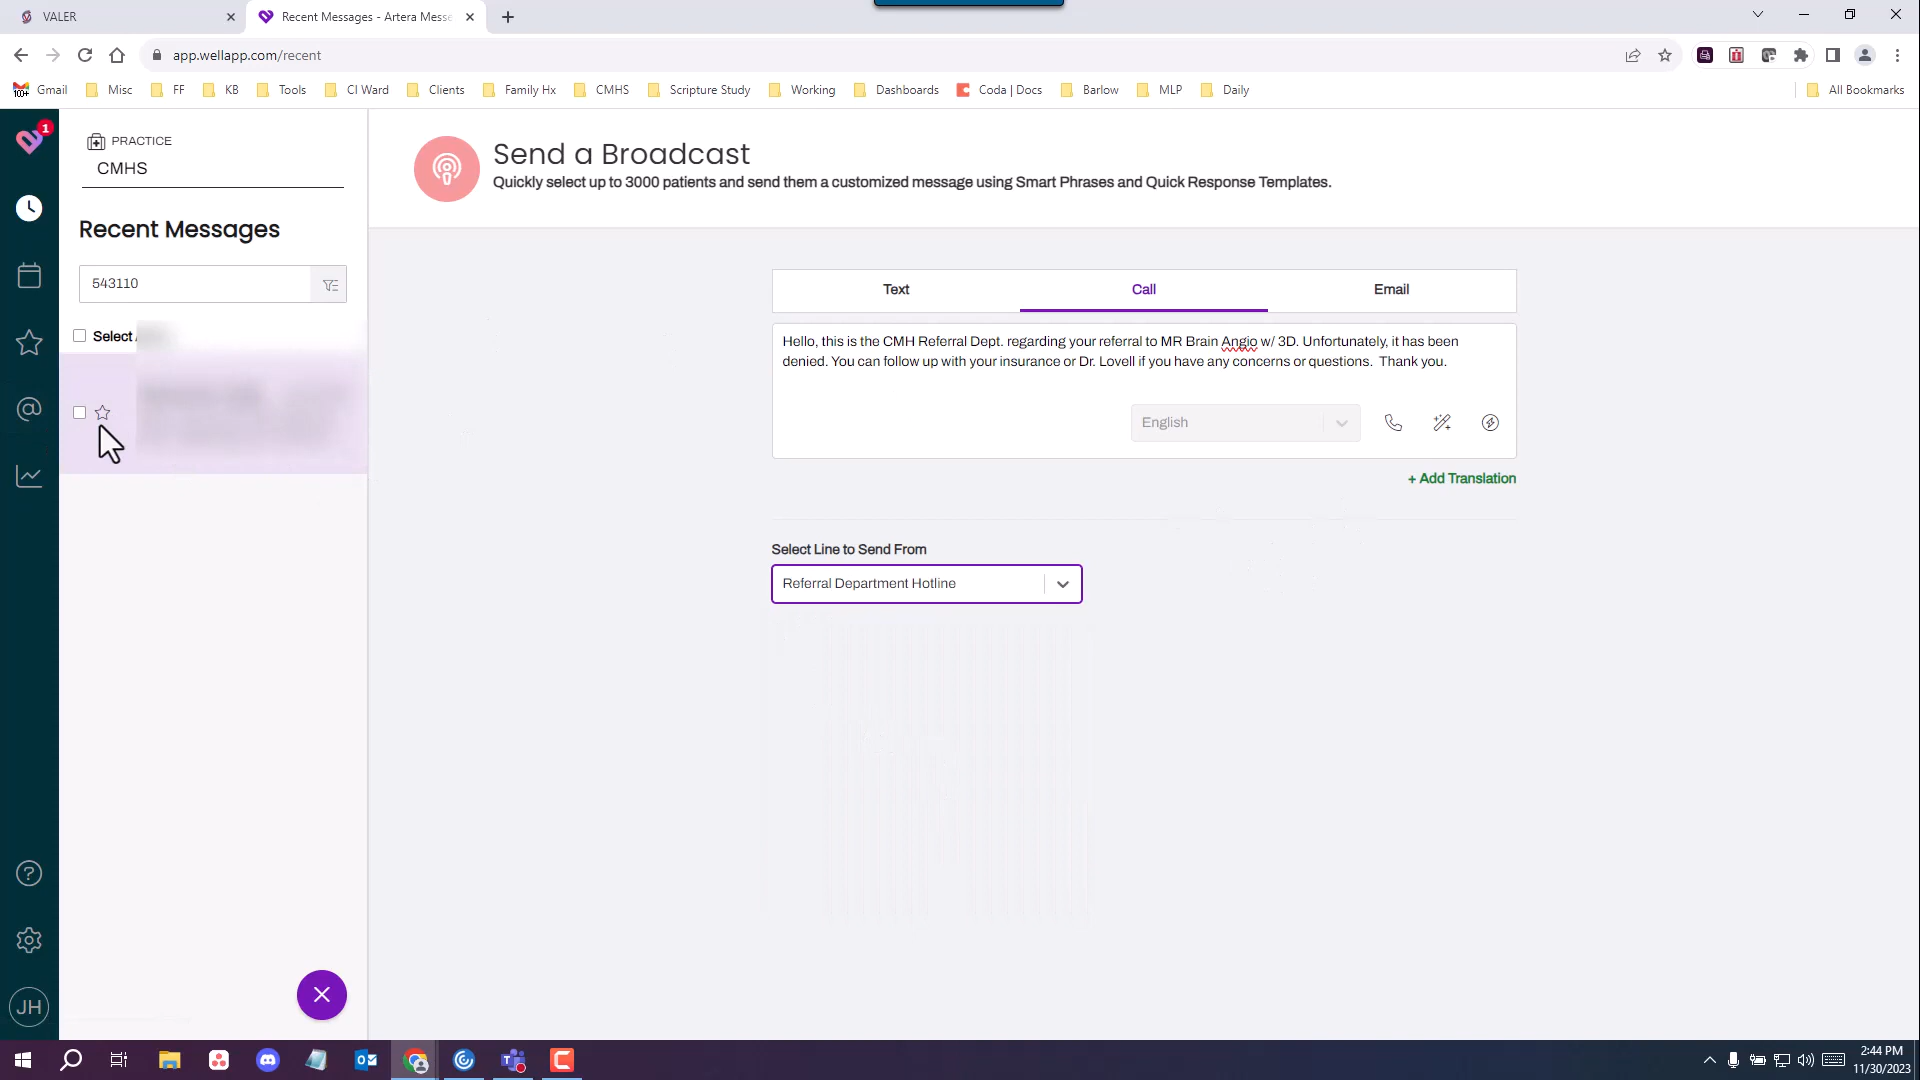 VALER
Recent Messages - Artera Messe
app.wellapp.com/recent
100+
Gmail
Misc
FF
KB
Tools
CI Ward
Clients
Family Hx
CMHS
Scripture Study
Working
Dashboards
Coda | Docs
Barlow
MLP
Daily
All Bookmarks
1
PRACTICE
CMHS
Recent Messages
543110
Select
Send a Broadcast
Quickly select up to 3000 patients and send them a customized message using Smart Phrases and Quick Response Templates.
Text
Call
Email
Hello, this is the CMH Referral Dept. regarding your referral to MR Brain Angio w/ 3D. Unfortunately, it has been
denied. You can follow up with your insurance or Dr. Lovell if you have any concerns or questions.  Thank you.
English
+ Add Translation
Select Line to Send From
Referral Department Hotline
JH
2:44 PM
11/30/2023